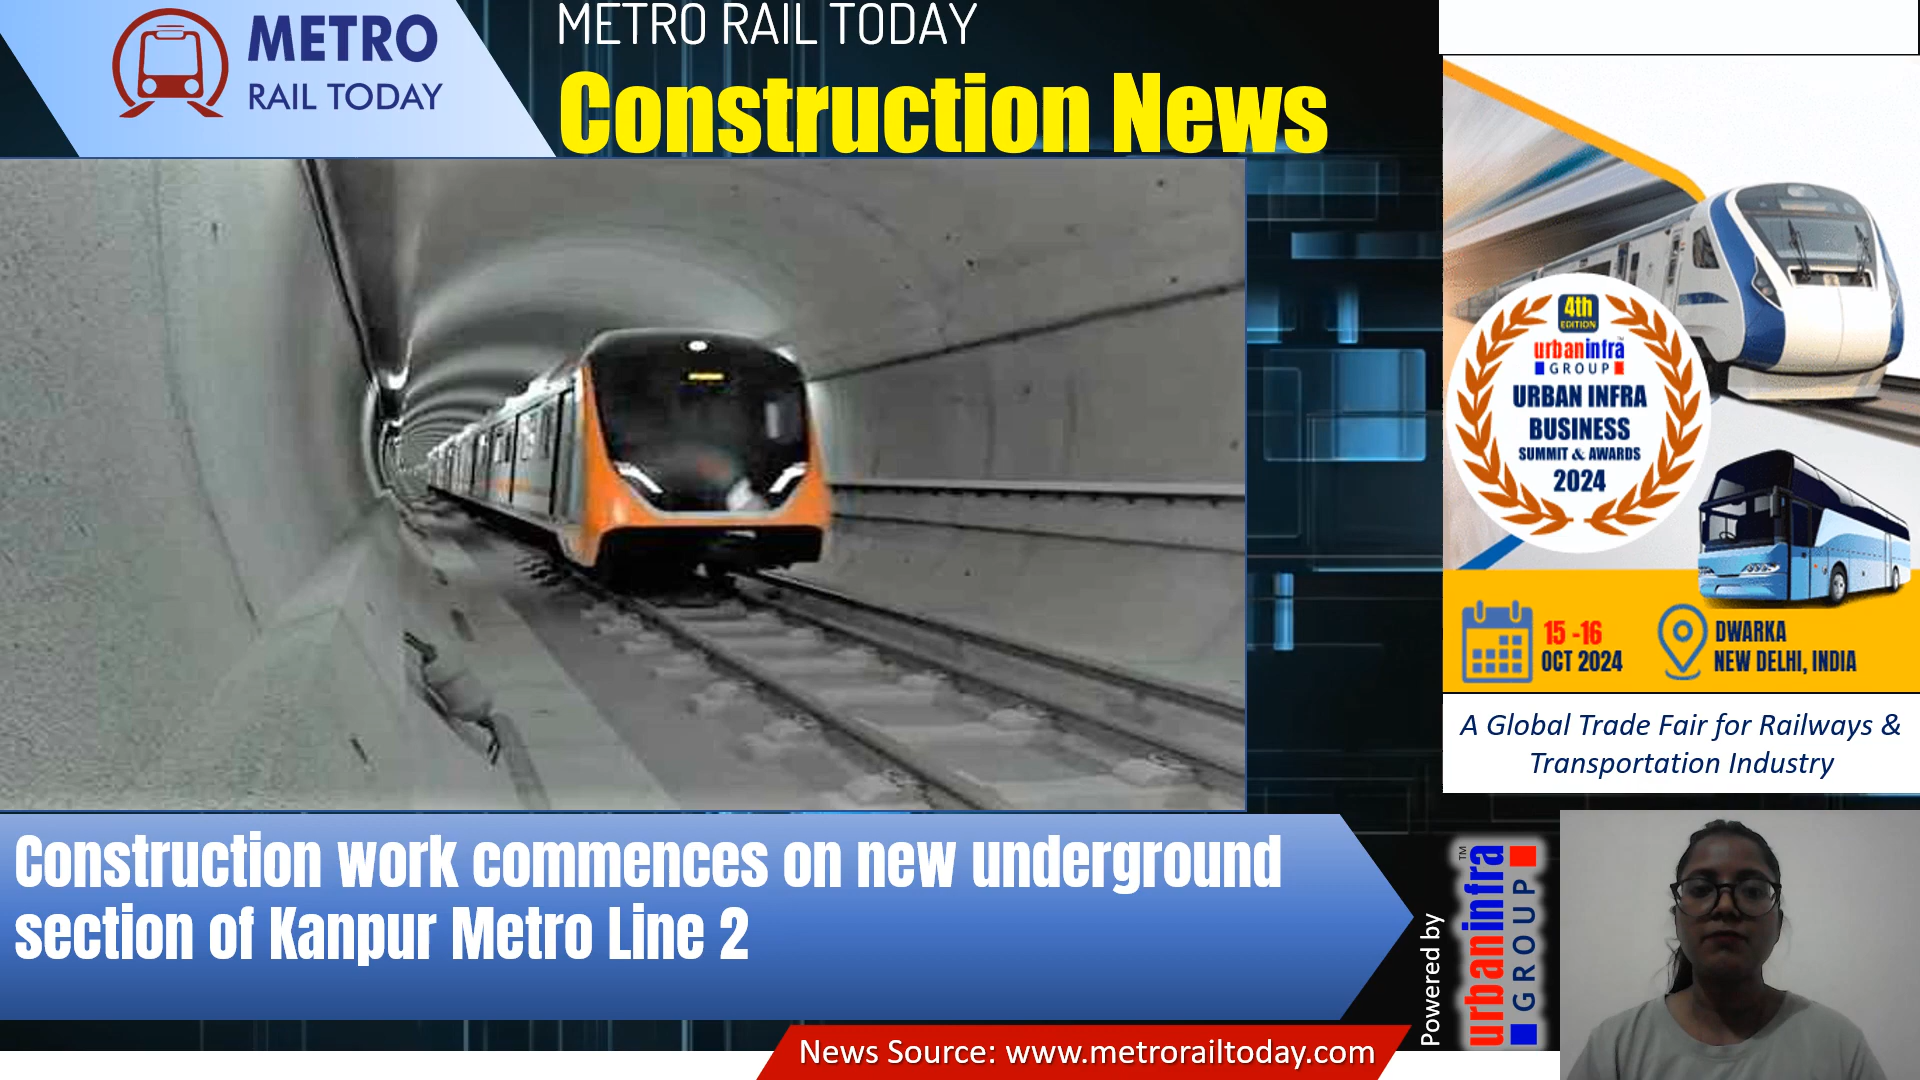 METRO
RAIL TODAY
METRO RAIL TODAY
Construction News
4th
EDITION
urbaninfra
GROUP
URBAN INFRA
BUSINESS
SUMMIT & AWARDS
2024
15 -16
OCT 2024
DWARKA
NEW DELHI, INDIA
A Global Trade Fair for Railways &
Transportation Industry
Construction work commences on new underground
section of Kanpur Metro Line 2
Powered by
urbaninfra™
GROUP
News Source: www.metrorailtoday.com